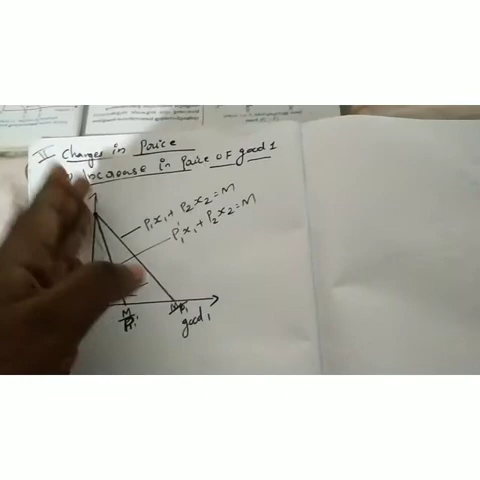 II Changes in Price
increase in Price OF good 1
P₁x₁ + P₂x₂ = M
P₁'x₁ + P₂x₂ = M
M/P₁'
M/P₁
good 1